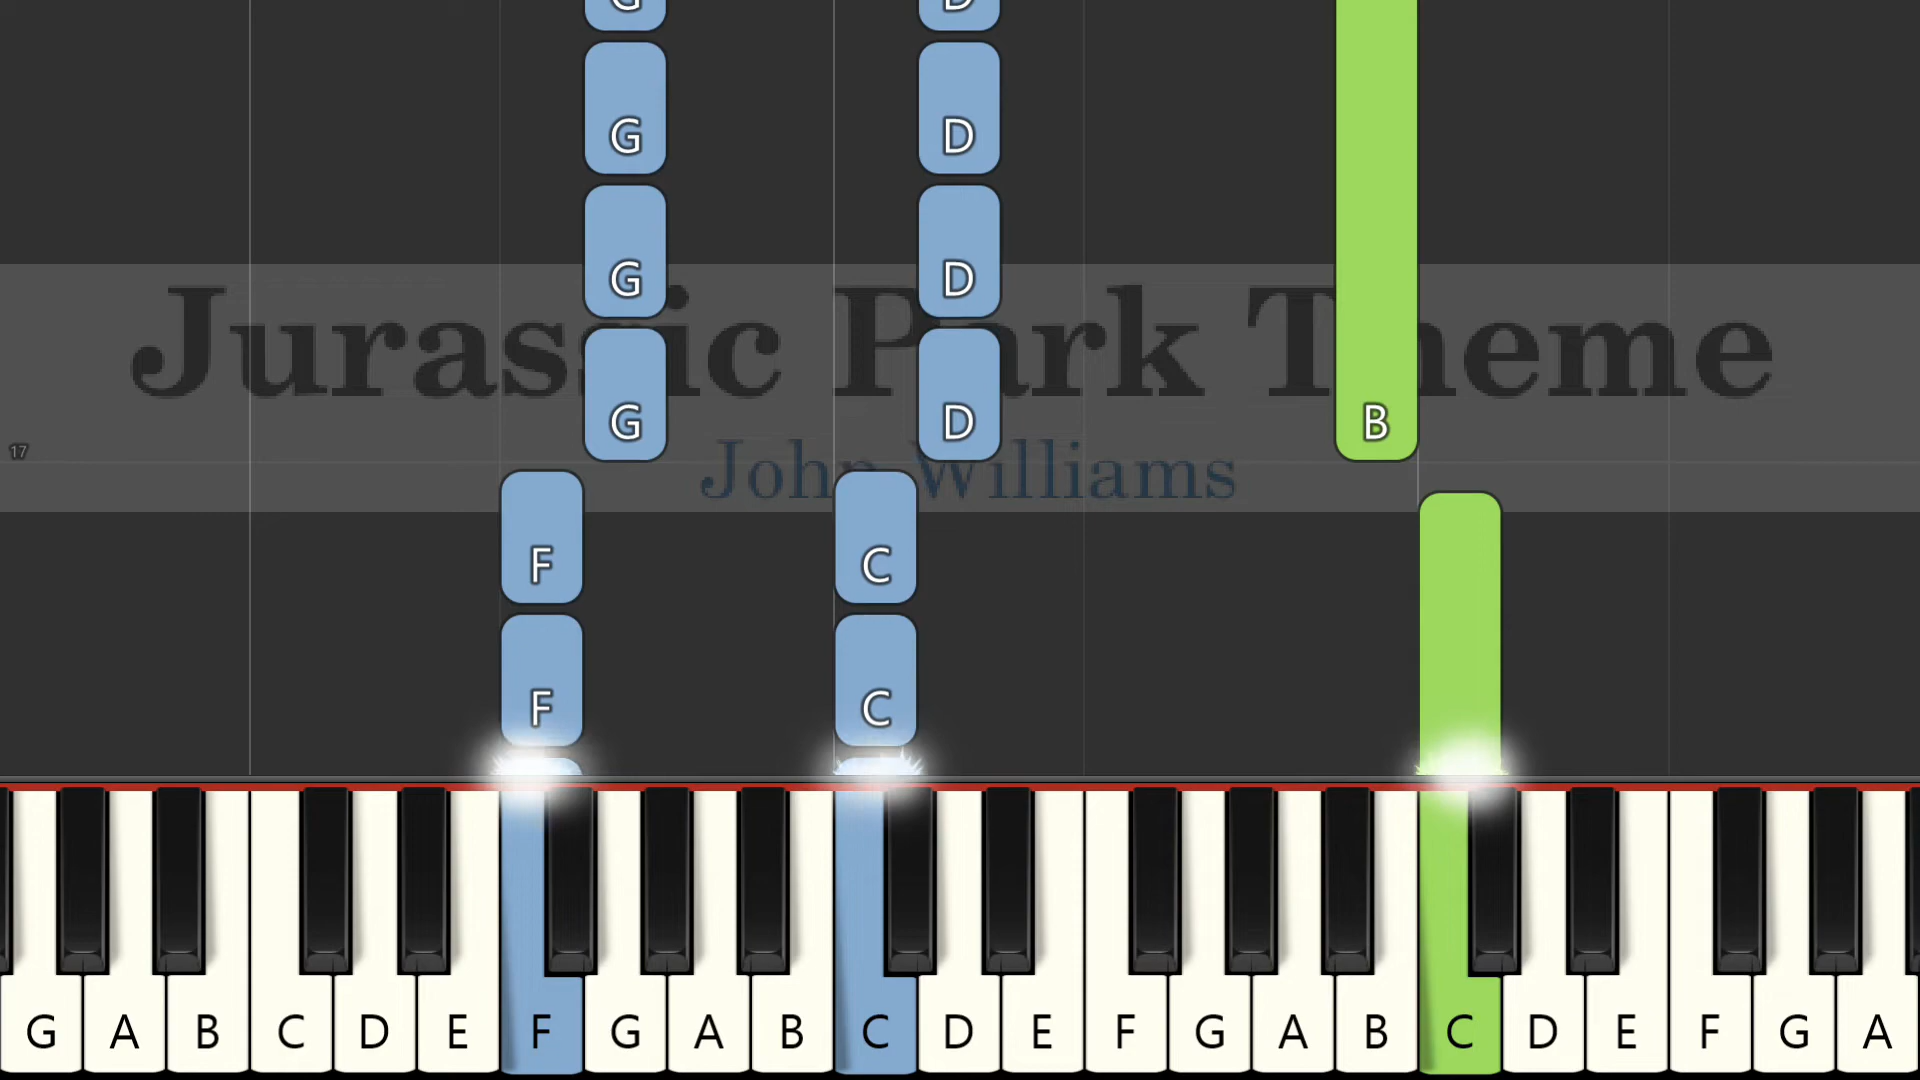 G D
G D
G D
Jurassic Park Theme
G D B
17
John Williams
F C
F C
G A B C D E F G A B C D E F G A B C D E F G A